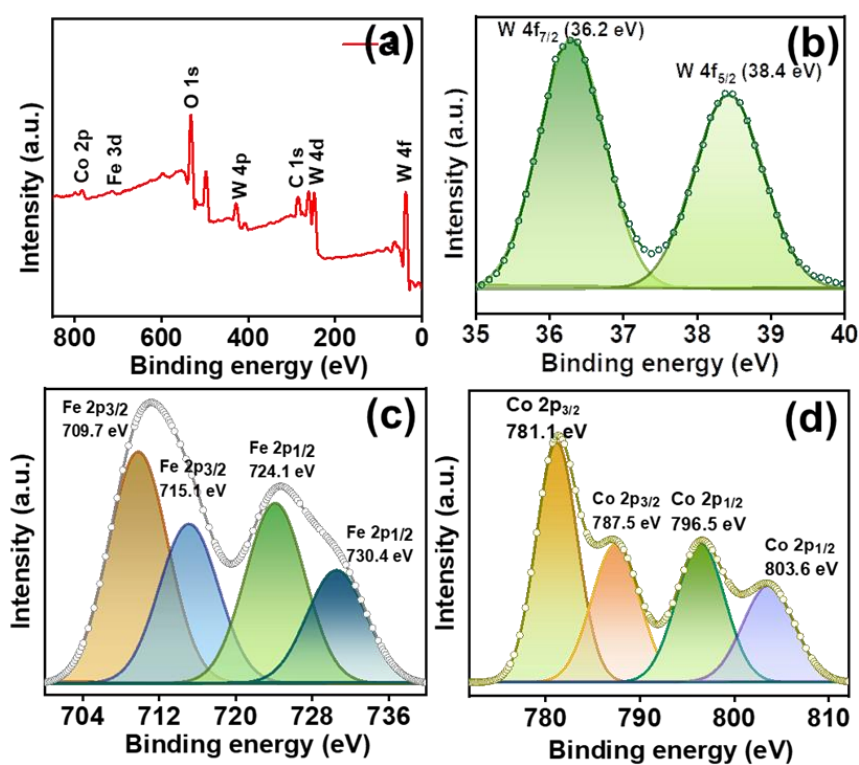 (a)
O 1s
Co 2p
Fe 3d
W 4p
C 1s
W 4d
W 4f
Intensity (a.u.)
800 600 400 200 0
Binding energy (eV)
(b)
W 4f7/2 (36.2 eV)
W 4f5/2 (38.4 eV)
Intensity (a.u.)
35 36 37 38 39 40
Binding energy (eV)
(c)
Fe 2p3/2
709.7 eV
Fe 2p3/2
715.1 eV
Fe 2p1/2
724.1 eV
Fe 2p1/2
730.4 eV
Intensity (a.u.)
704 712 720 728 736
Binding energy (eV)
(d)
Co 2p3/2
781.1 eV
Co 2p3/2
787.5 eV
Co 2p1/2
796.5 eV
Co 2p1/2
803.6 eV
Intensity (a.u.)
780 790 800 810
Binding energy (eV)